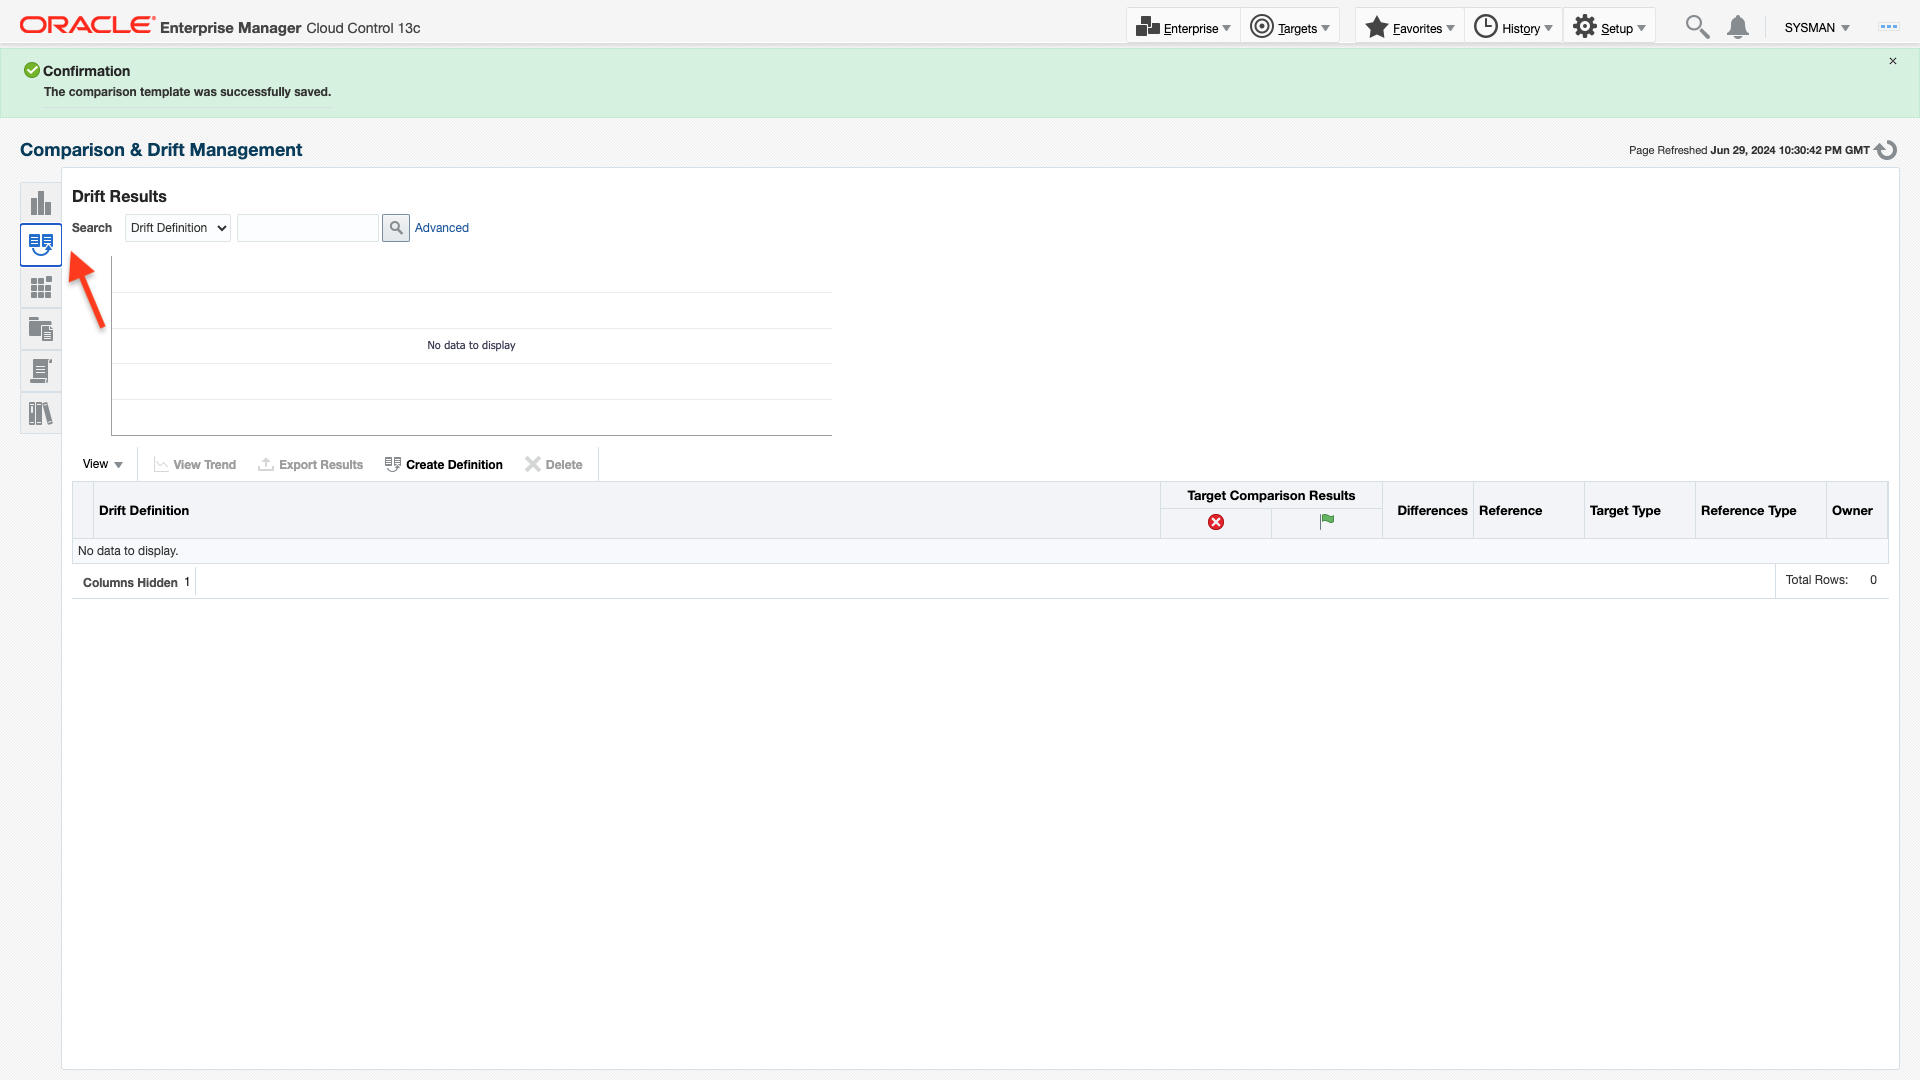 ORACLE Enterprise Manager Cloud Control 13c
Enterprise Targets Favorites History Setup SYSMAN
Confirmation
The comparison template was successfully saved.
Comparison & Drift Management
Page Refreshed Jun 29, 2024 10:30:42 PM GMT
Drift Results
Search Drift Definition Advanced
No data to display
View View Trend Export Results Create Definition Delete
Drift Definition Target Comparison Results Differences Reference Target Type Reference Type Owner
No data to display.
Columns Hidden 1 Total Rows: 0